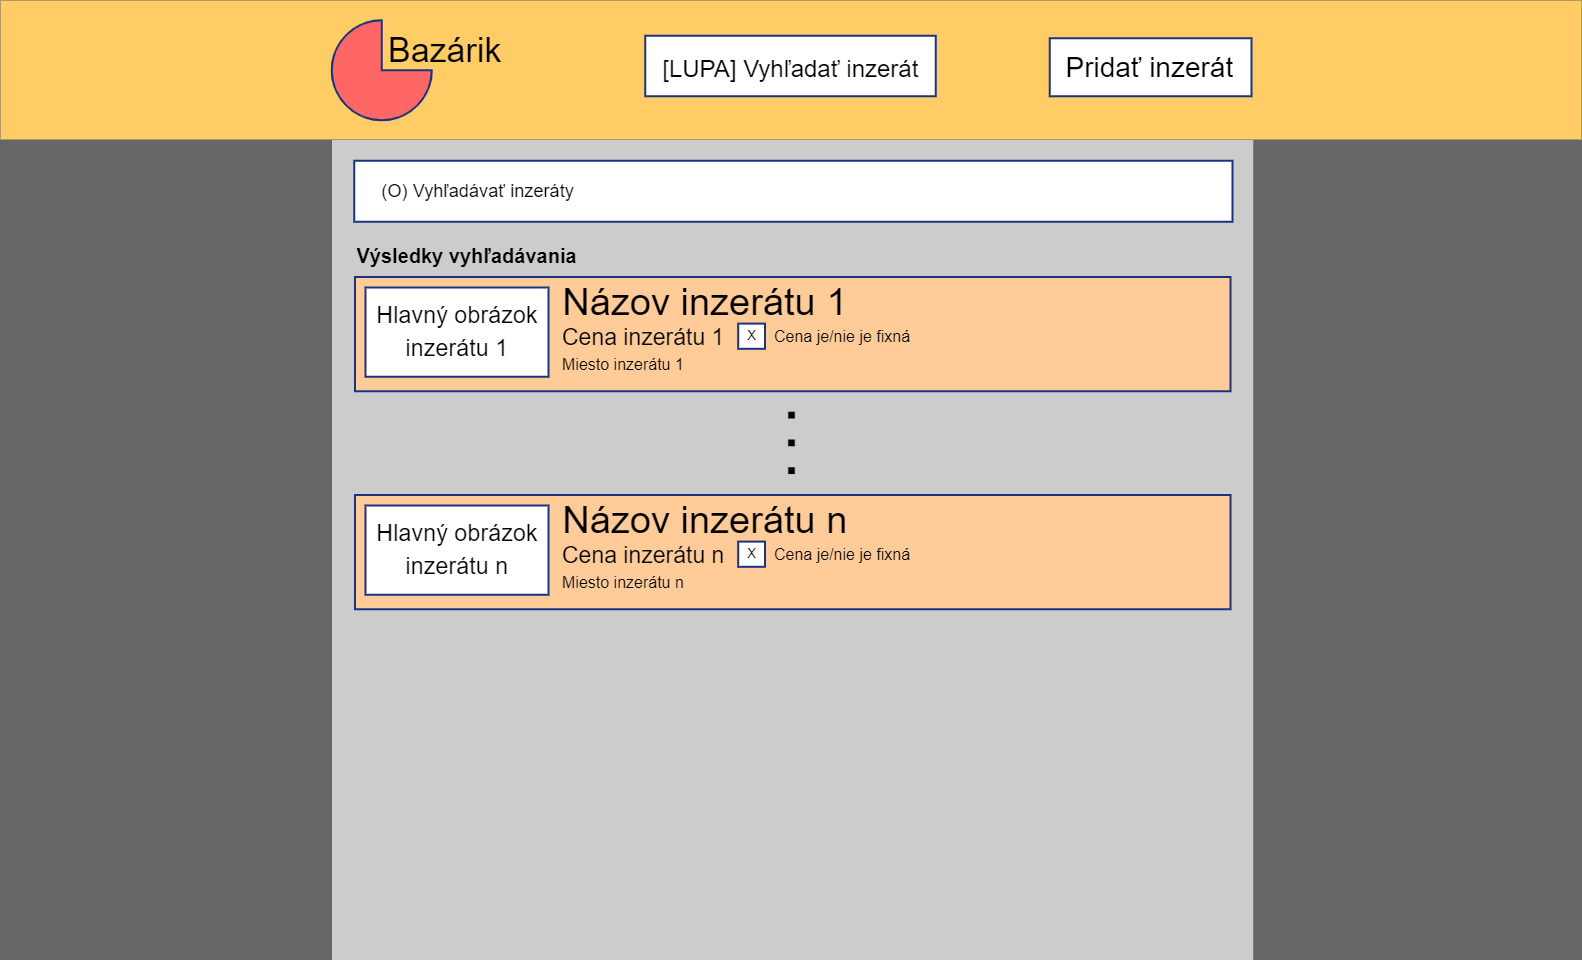 Bazárik
[LUPA] Vyhľadať inzerát
Pridať inzerát
(O) Vyhľadávať inzeráty
Výsledky vyhľadávania
Hlavný obrázok
inzerátu 1
Názov inzerátu 1
Cena inzerátu 1
X
Cena je/nie je fixná
Miesto inzerátu 1
Hlavný obrázok
inzerátu n
Názov inzerátu n
Cena inzerátu n
X
Cena je/nie je fixná
Miesto inzerátu n